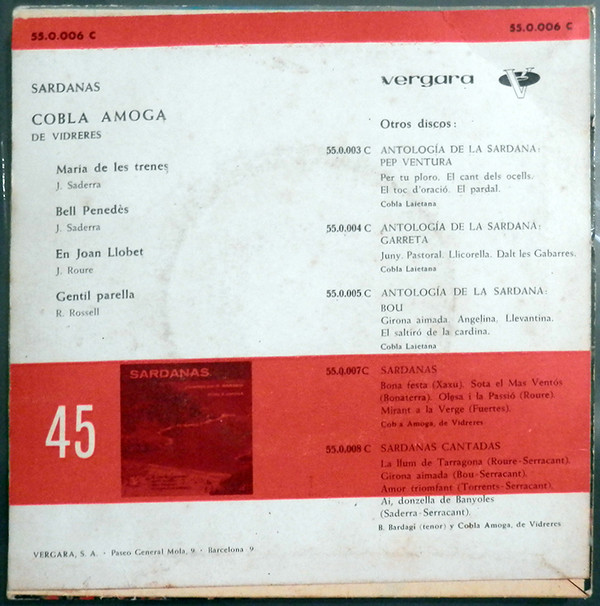 55.0.006 C
55.0.006 C
SARDANAS
COBLA AMOGA
DE VIDRERES
María de les trenes
J. Saderra
Bell Penedès
J. Saderra
En Joan Llobet
J. Roure
Gentil parella
R. Rossell
45
SARDANAS
VERGARA, S. A. · Paseo General Mola, 9 · Barcelona 9
vergara V
Otros discos:
55.0.003 C ANTOLOGÍA DE LA SARDANA:
PEP VENTURA
Per tu ploro. El cant dels ocells.
El toc d'oració. El pardal.
Cobla Laietana
55.0.004 C ANTOLOGÍA DE LA SARDANA:
GARRETA
Juny. Pastoral. Llicorella. Dalt les Gabarres.
Cobla Laietana
55.0.005 C ANTOLOGÍA DE LA SARDANA:
BOU
Girona aimada. Angelina. Llevantina.
El saltiró de la cardina.
Cobla Laietana
55.0.007 C SARDANAS
Bona festa (Xaxu). Sota el Mas Ventós
(Bonaterra). Olesa i la Passió (Roure).
Mirant a la Verge (Fuertes).
Cobla Amoga, de Vidreres
55.0.008 C SARDANAS CANTADAS
La llum de Tarragona (Roure-Serracant).
Girona aimada (Bou-Serracant).
Amor triomfant (Torrents-Serracant).
Ai, donzella de Banyoles
(Saderra-Serracant).
B. Bardagi (tenor) y Cobla Amoga, de Vidreres